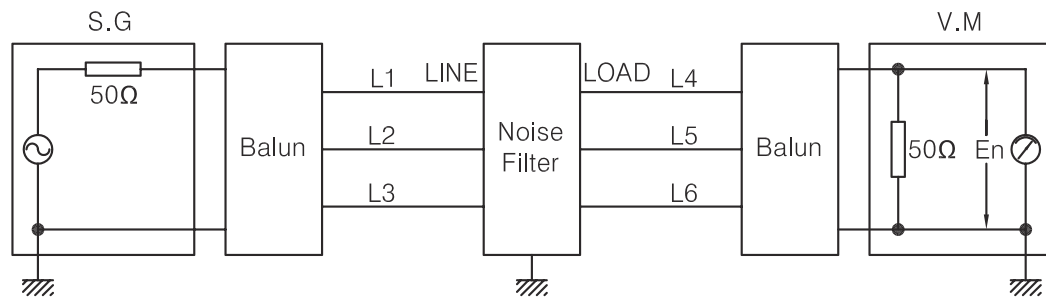 S.G
V.M
50Ω
Balun
L1
L2
L3
LINE
Noise
Filter
LOAD
L4
L5
L6
Balun
50Ω
En